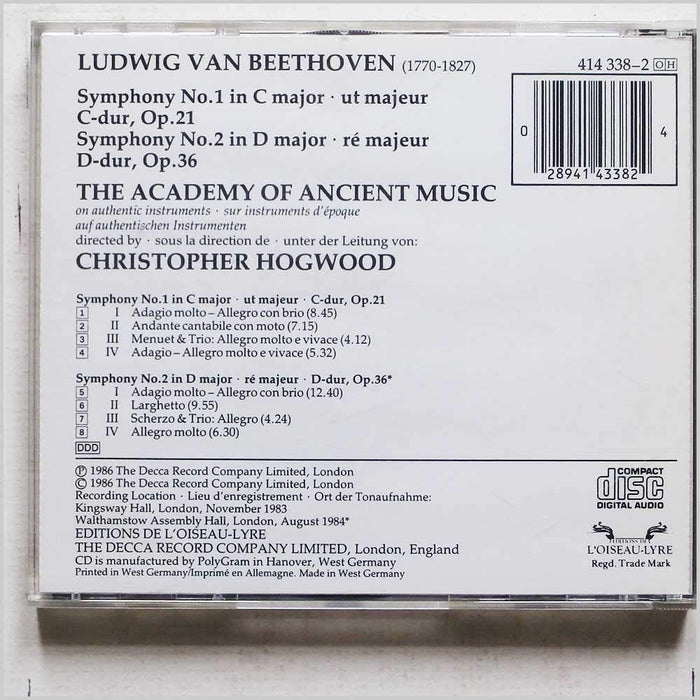 LUDWIG VAN BEETHOVEN (1770-1827)
414 338-2 OH
Symphony No.1 in C major · ut majeur
C-dur, Op.21
Symphony No.2 in D major · ré majeur
D-dur, Op.36
0 28941 43382 4
THE ACADEMY OF ANCIENT MUSIC
on authentic instruments · sur instruments d'époque
auf authentischen Instrumenten
directed by · sous la direction de · unter der Leitung von:
CHRISTOPHER HOGWOOD
Symphony No.1 in C major · ut majeur · C-dur, Op.21
1 I Adagio molto – Allegro con brio (8.45)
2 II Andante cantabile con moto (7.15)
3 III Menuet & Trio: Allegro molto e vivace (4.12)
4 IV Adagio – Allegro molto e vivace (5.32)
Symphony No.2 in D major · ré majeur · D-dur, Op.36*
5 I Adagio molto – Allegro con brio (12.40)
6 II Larghetto (9.55)
7 III Scherzo & Trio: Allegro (4.24)
8 IV Allegro molto (6.30)
DDD
℗ 1986 The Decca Record Company Limited, London
© 1986 The Decca Record Company Limited, London
Recording Location · Lieu d'enregistrement · Ort der Tonaufnahme:
Kingsway Hall, London, November 1983
Walthamstow Assembly Hall, London, August 1984*
EDITIONS DE L'OISEAU-LYRE
THE DECCA RECORD COMPANY LIMITED, London, England
CD is manufactured by PolyGram in Hanover, West Germany
Printed in West Germany/Imprimé en Allemagne. Made in West Germany
COMPACT
disc
DIGITAL AUDIO
EDITIONS DE
L'OISEAU-LYRE
Regd. Trade Mark